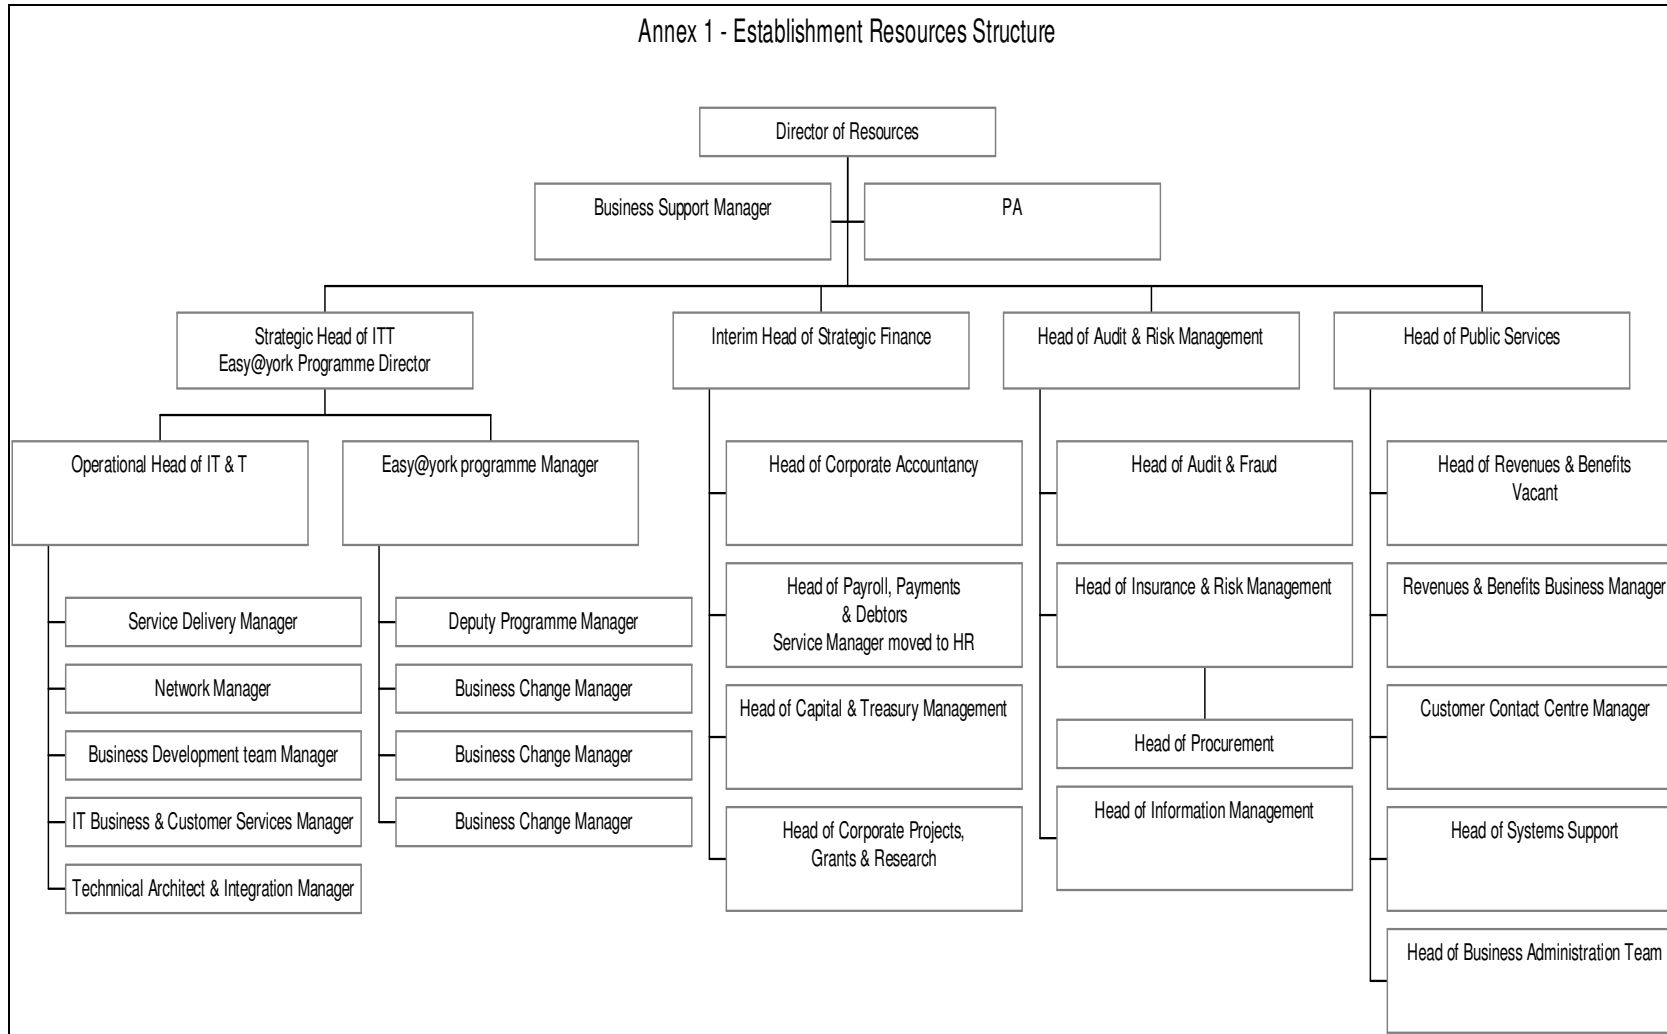 Annex 1 - Establishment Resources Structure
Director of Resources
Business Support Manager
PA
Strategic Head of ITT
Easy@york Programme Director
Interim Head of Strategic Finance
Head of Audit & Risk Management
Head of Public Services
Operational Head of IT & T
Easy@york programme Manager
Service Delivery Manager
Network Manager
Business Development team Manager
IT Business & Customer Services Manager
Technnical Architect & Integration Manager
Deputy Programme Manager
Business Change Manager
Business Change Manager
Business Change Manager
Head of Corporate Accountancy
Head of Payroll, Payments
& Debtors
Service Manager moved to HR
Head of Capital & Treasury Management
Head of Corporate Projects,
Grants & Research
Head of Audit & Fraud
Head of Insurance & Risk Management
Head of Procurement
Head of Information Management
Head of Revenues & Benefits
Vacant
Revenues & Benefits Business Manager
Customer Contact Centre Manager
Head of Systems Support
Head of Business Administration Team